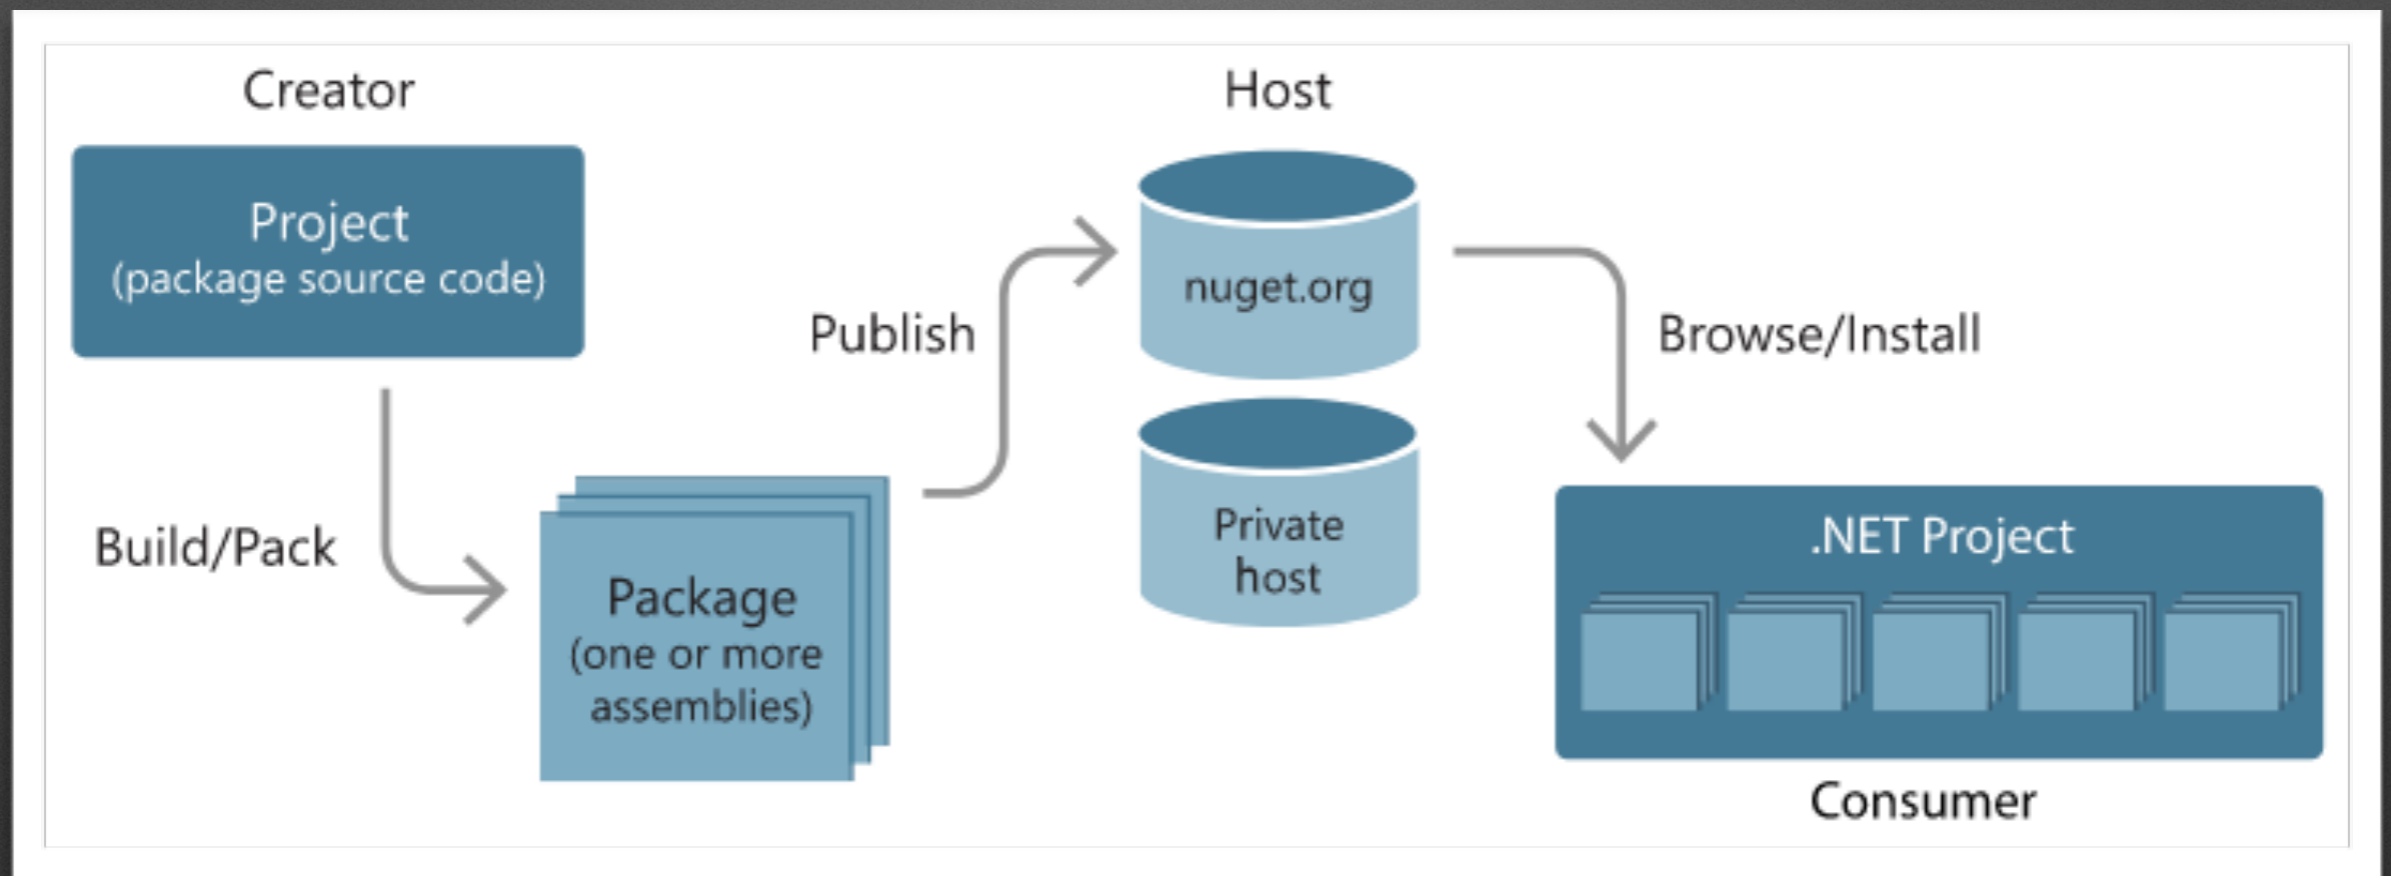 Creator
Project
(package source code)
Build/Pack
Package
(one or more
assemblies)
Publish
Host
nuget.org
Private
host
Browse/Install
.NET Project
Consumer